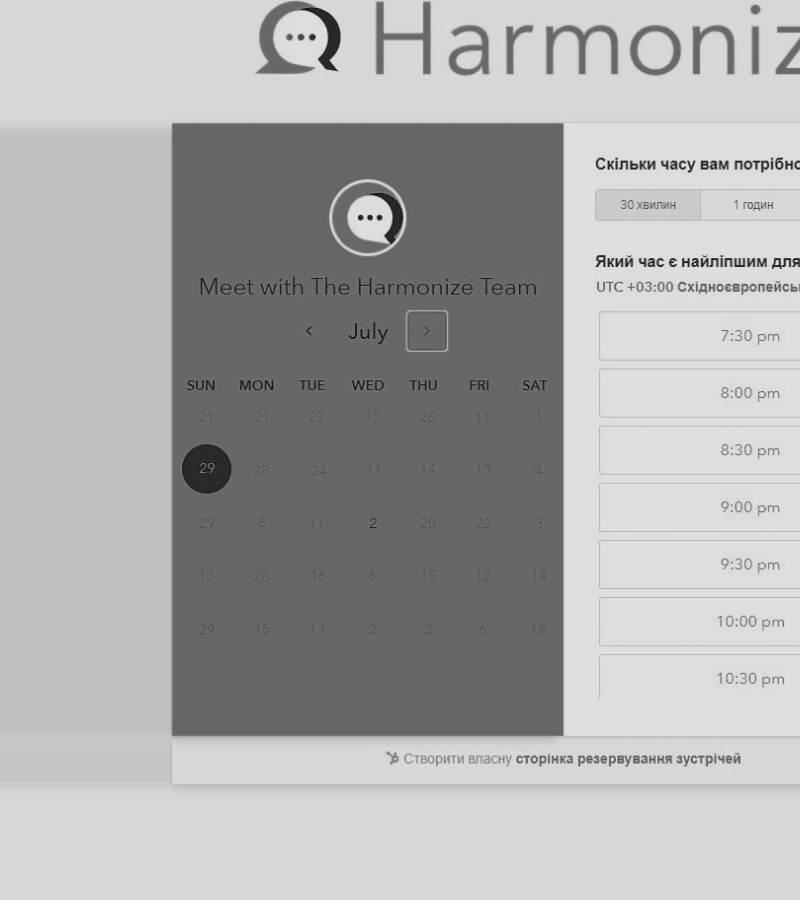 Harmoniz
Meet with The Harmonize Team
July
SUN MON TUE WED THU FRI SAT
21 21 27 13 26 11 1
29 28 24 17 14 13 4
29 8 11 2 20 22 3
13 28 16 6 15 12 14
29 15 13 2 2 6 18
Скільки часу вам потрібно
30 хвилин 1 годин
Який час є найліпшим для
UTC +03:00 Східноєвропейсь
7:30 pm
8:00 pm
8:30 pm
9:00 pm
9:30 pm
10:00 pm
10:30 pm
Створити власну сторінка резервування зустрічей